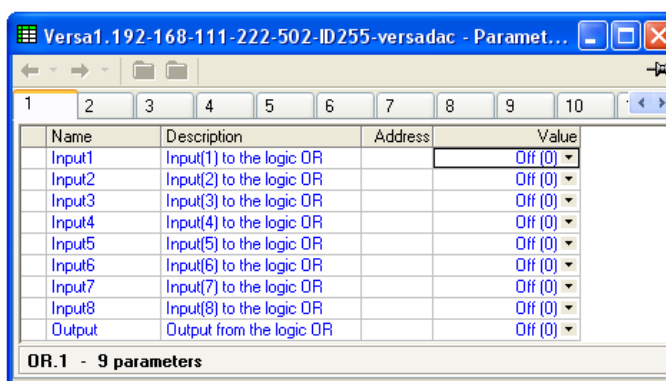 Versa1.192-168-111-222-502-ID255-versadac - Paramet...
1 2 3 4 5 6 7 8 9 10
Name Description Address Value
Input1 Input(1) to the logic OR Off (0)
Input2 Input(2) to the logic OR Off (0)
Input3 Input(3) to the logic OR Off (0)
Input4 Input(4) to the logic OR Off (0)
Input5 Input(5) to the logic OR Off (0)
Input6 Input(6) to the logic OR Off (0)
Input7 Input(7) to the logic OR Off (0)
Input8 Input(8) to the logic OR Off (0)
Output Output from the logic OR Off (0)
OR.1 - 9 parameters